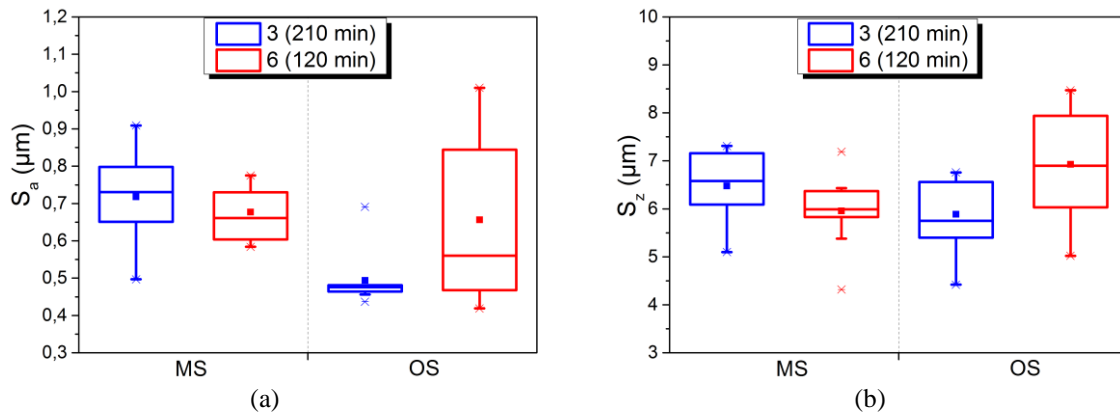 1,2
1,1
1,0
0,9
0,8
0,7
0,6
0,5
0,4
0,3
Sₐ (µm)
3 (210 min)
6 (120 min)
MS
OS
(a)
10
9
8
7
6
5
4
3
S_z (µm)
3 (210 min)
6 (120 min)
MS
OS
(b)